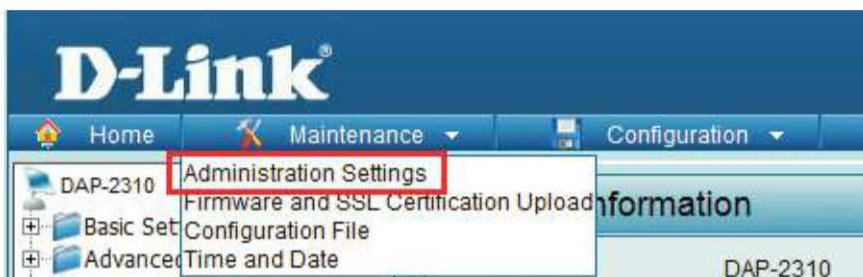 D-Link®
Home Maintenance Configuration
DAP-2310
Administration Settings
Firmware and SSL Certification Upload
nformation
Basic Set
Configuration File
Advanced
Time and Date
DAP-2310